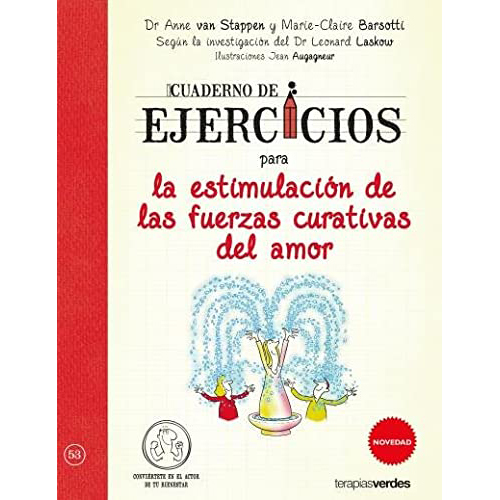 Dr Anne van Stappen y Marie-Claire Barsotti
Según la investigación del Dr Leonard Laskow
Ilustraciones Jean Augagneur
CUADERNO DE
EJERCICIOS
para
la estimulación de
las fuerzas curativas
del amor
53
NOVEDAD
CONVIÉRTETE EN EL ACTOR
DE TU BIENESTAR
terapiasverdes